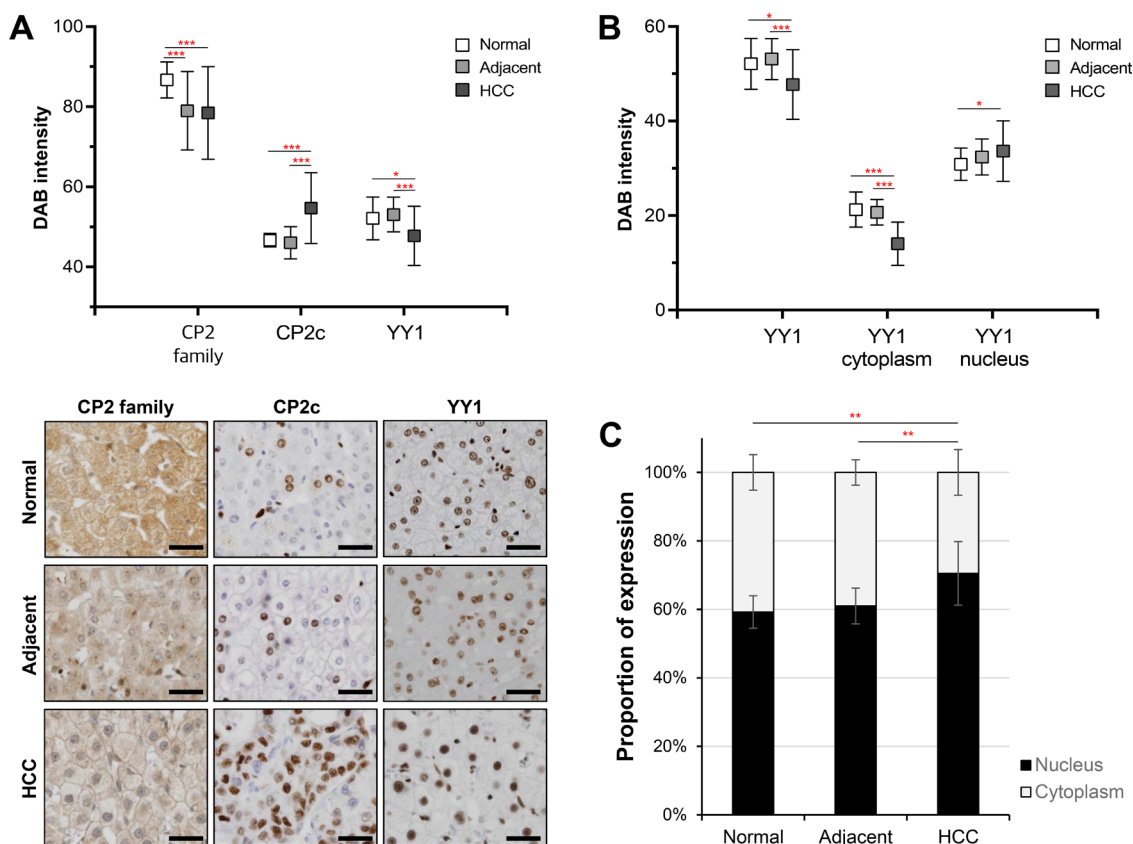 A
100
80
60
40
DAB intensity
***
***
***
***
*
***
Normal
Adjacent
HCC
CP2
family
CP2c
YY1
B
60
40
20
0
DAB intensity
*
***
***
***
*
Normal
Adjacent
HCC
YY1
YY1
cytoplasm
YY1
nucleus
CP2 family
CP2c
YY1
Normal
Adjacent
HCC
C
**
**
100%
80%
60%
40%
20%
0%
Proportion of expression
Nucleus
Cytoplasm
Normal
Adjacent
HCC